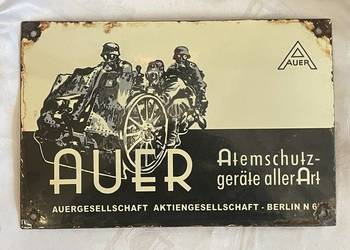 AUER
AUER
Atemschutz-
geräte aller Art
AUERGESELLSCHAFT AKTIENGESELLSCHAFT - BERLIN N 6